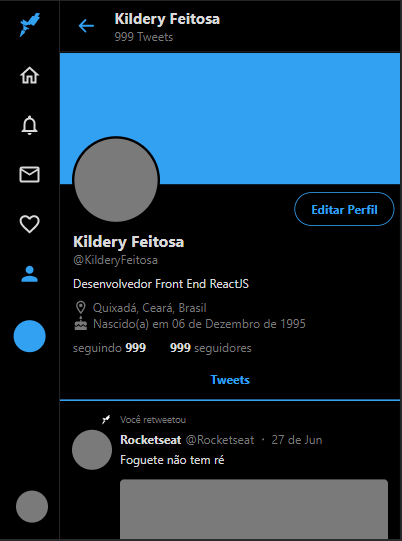 Kildery Feitosa
999 Tweets
Editar Perfil
Kildery Feitosa
@KilderyFeitosa
Desenvolvedor Front End ReactJS
Quixadá, Ceará, Brasil
Nascido(a) em 06 de Dezembro de 1995
seguindo 999 999 seguidores
Tweets
Você retweetou
Rocketseat @Rocketseat · 27 de Jun
Foguete não tem ré